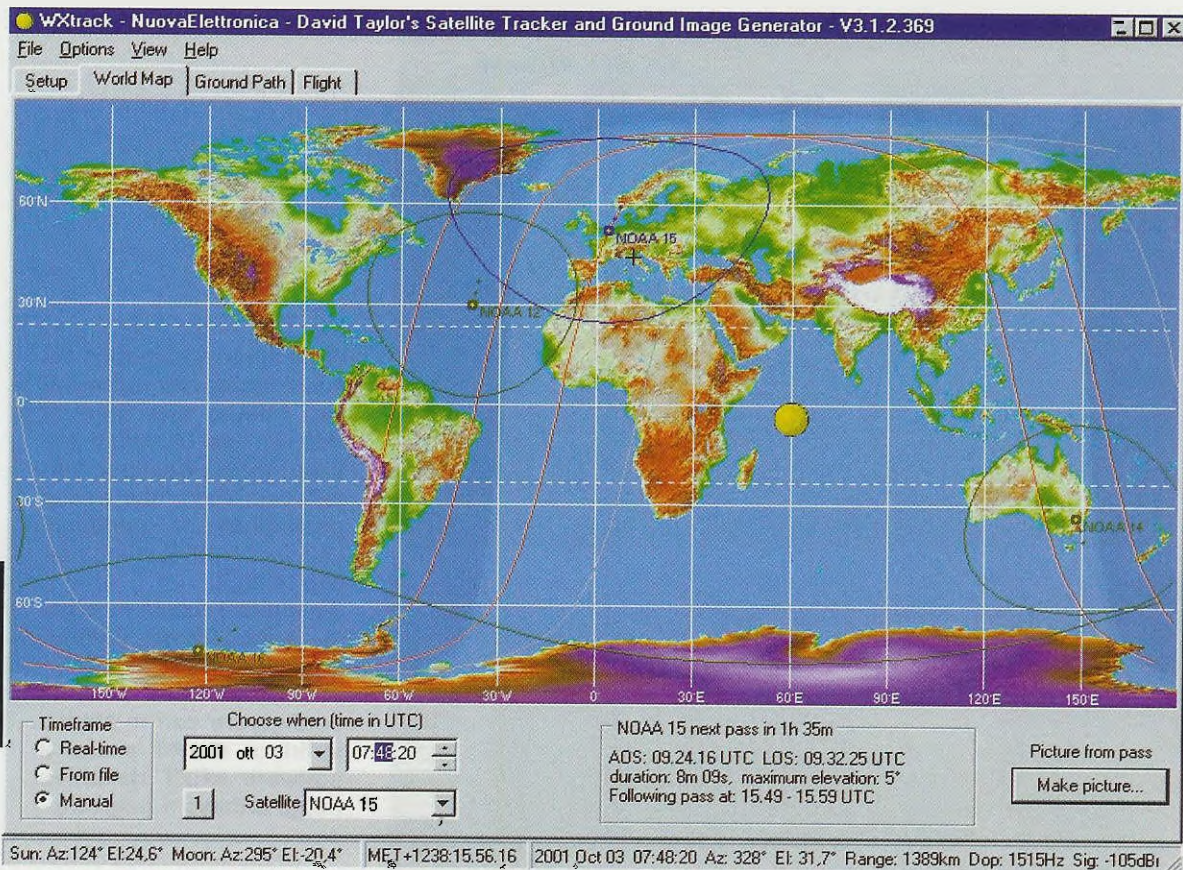 WXtrack - NuovaElettronica - David Taylor's Satellite Tracker and Ground Image Generator - V3.1.2.369
File Options View Help
Setup World Map Ground Path Flight
60°N
NOAA 15
30°N
NOAA 12
0°
30°S
NOAA 14
60°S
NOAA 16
150°W 120°W 90°W 60°W 30°W 0° 30°E 60°E 90°E 120°E 150°E
Timeframe
Real-time
From file
Manual
Choose when (time in UTC)
2001 ott 03 07:48:20
1 Satellite NOAA 15
NOAA 15 next pass in 1h 35m
AOS: 09.24.16 UTC LOS: 09.32.25 UTC
duration: 8m 09s, maximum elevation: 5°
Following pass at: 15.49 - 15.59 UTC
Picture from pass
Make picture...
Sun: Az:124° El:24,6° Moon: Az:295° El:-20,4° MET+1238:15.56.16 2001 Oct 03 07:48:20 Az: 328° El: 31,7° Range: 1389km Dop: 1515Hz Sig: -105dB